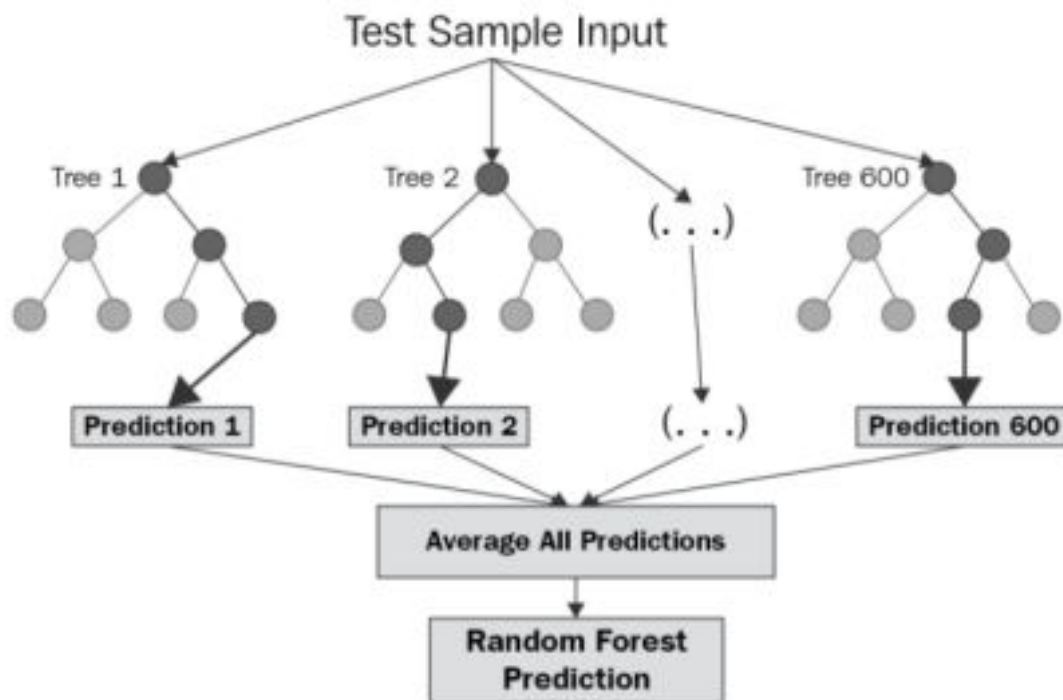 Test Sample Input
Tree 1
Tree 2
(. . .)
Tree 600
Prediction 1
Prediction 2
(. . .)
Prediction 600
Average All Predictions
Random Forest
Prediction